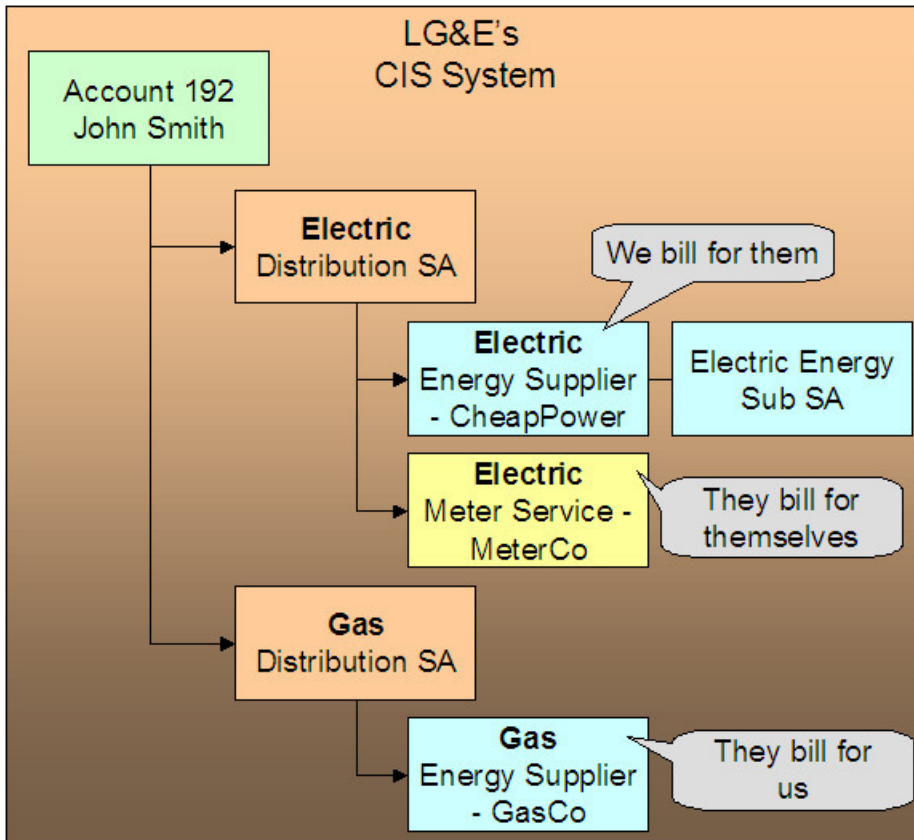 LG&E's
CIS System
Account 192
John Smith
Electric
Distribution SA
We bill for them
Electric
Energy Supplier
- CheapPower
Electric Energy
Sub SA
Electric
Meter Service -
MeterCo
They bill for
themselves
Gas
Distribution SA
Gas
Energy Supplier
- GasCo
They bill for
us